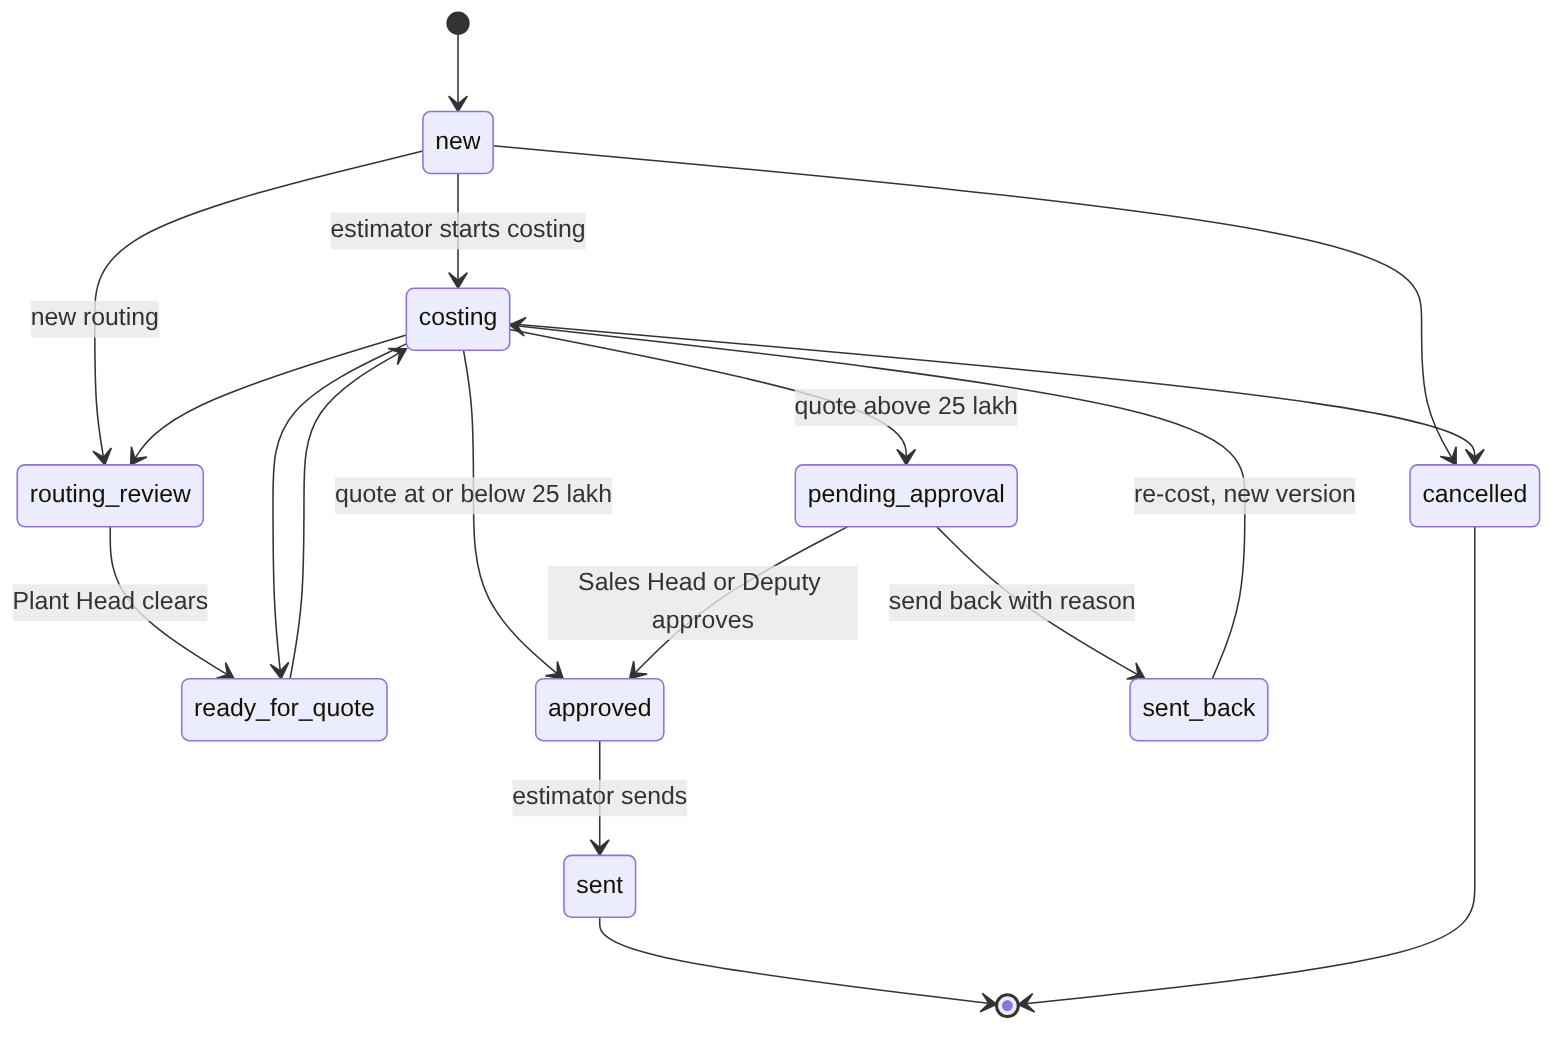 new
estimator starts costing
new routing
costing
quote above 25 lakh
routing_review
quote at or below 25 lakh
pending_approval
re-cost, new version
cancelled
Plant Head clears
Sales Head or Deputy
approves
send back with reason
ready_for_quote
approved
sent_back
estimator sends
sent